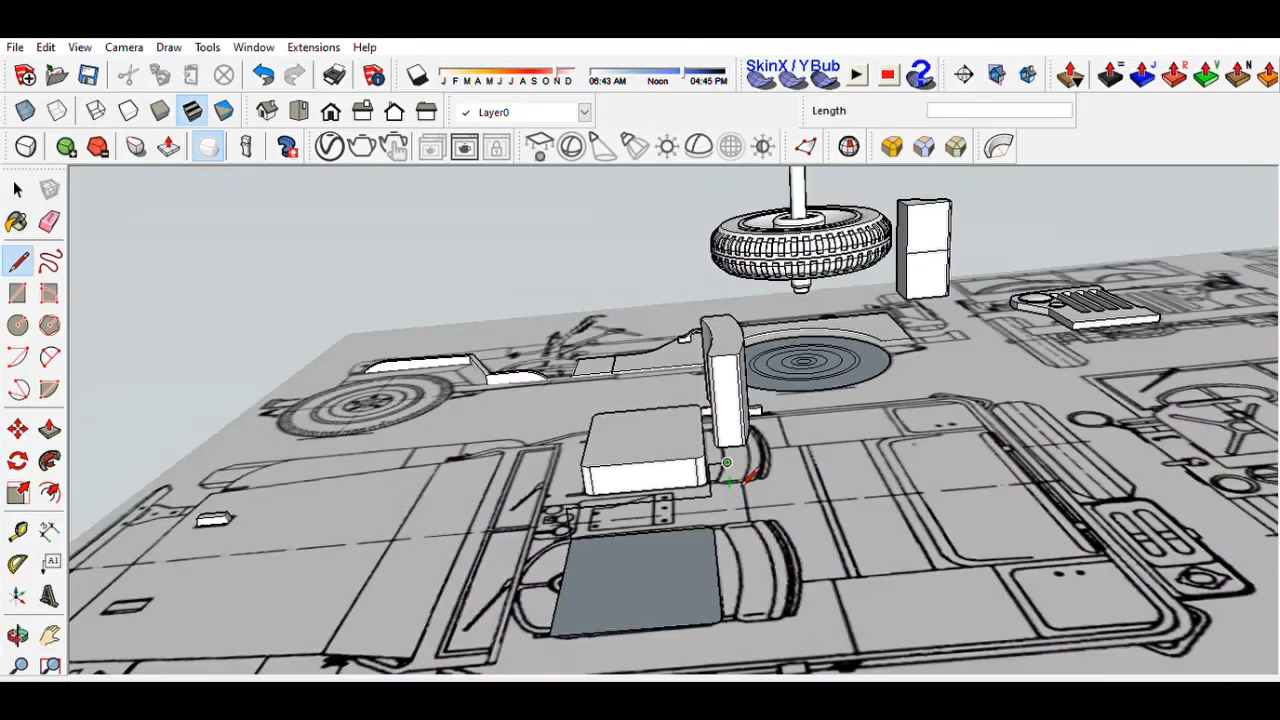 File Edit View Camera Draw Tools Window Extensions Help
J F M A M J J A S O N D 06:43 AM Noon 04:45 PM SkinX / YBub
= J R V N
Layer0 Length
A1